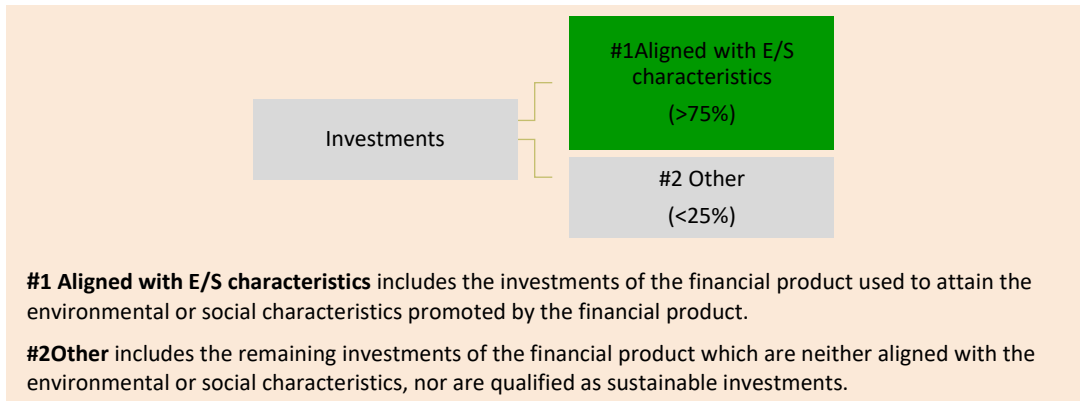 #1Aligned with E/S
characteristics
(>75%)
Investments
#2 Other
(<25%)
#1 Aligned with E/S characteristics includes the investments of the financial product used to attain the
environmental or social characteristics promoted by the financial product.
#2Other includes the remaining investments of the financial product which are neither aligned with the
environmental or social characteristics, nor are qualified as sustainable investments.